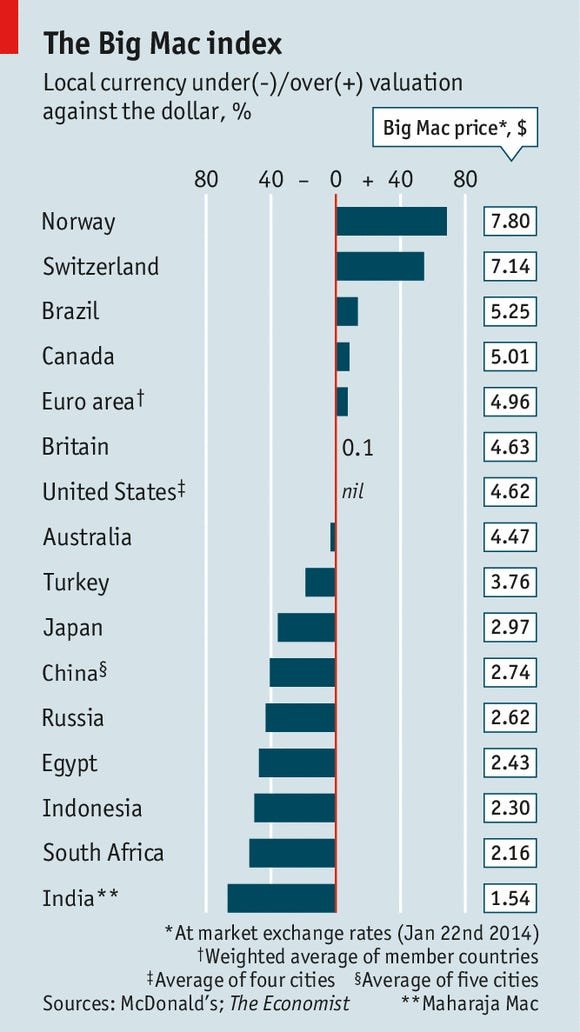 The Big Mac index
Local currency under(-)/over(+) valuation
against the dollar, %
Big Mac price*, $
80 40 – 0 + 40 80
Norway 7.80
Switzerland 7.14
Brazil 5.25
Canada 5.01
Euro area† 4.96
Britain 0.1 4.63
United States‡ nil 4.62
Australia 4.47
Turkey 3.76
Japan 2.97
China§ 2.74
Russia 2.62
Egypt 2.43
Indonesia 2.30
South Africa 2.16
India** 1.54
*At market exchange rates (Jan 22nd 2014)
†Weighted average of member countries
‡Average of four cities §Average of five cities
Sources: McDonald's; The Economist **Maharaja Mac